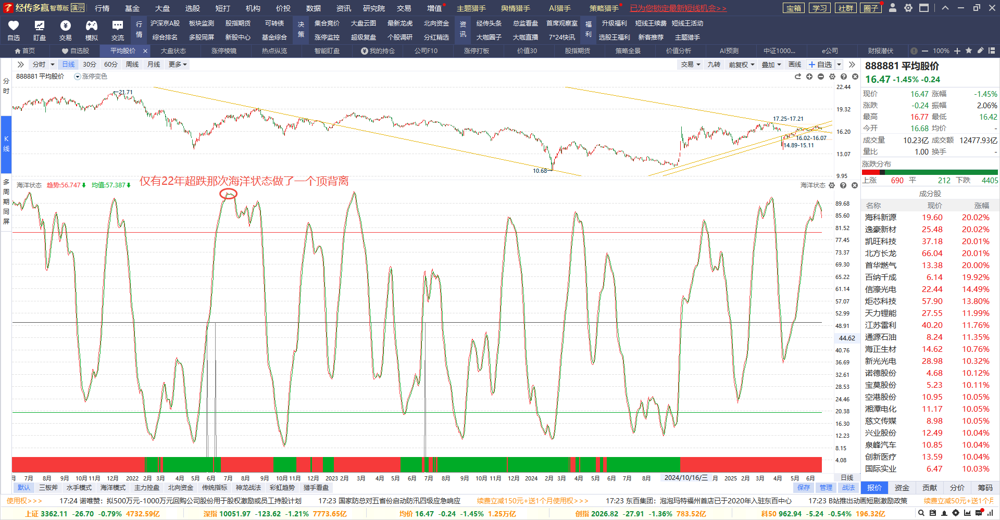 经传多赢 智尊版 演示 行情 基金 大盘 选股 短打 机构 价投 数据 资讯 研究院 交易 增值 主题猎手 舆情猎手 AI猎手 策略猎手 已为您锁定最新短线机会>> 宝箱 学习 社群 圈子
自选 盯盘 交易 模拟 交流
行情 沪深京A股 板块监测 股指期货 可转债 决策 集合竞价 大盘云图 最新龙虎 北向资金 资讯 经传头条 总监看盘 首席观察室 福利 升级福利 短线王续费 短线王活动
综合排名 多股同屏 新股中心 基金综合 涨停监控 超级复盘 个股调研 分红精选 大咖圈子 大咖直播 7*24快讯 选股王福利 新客推荐 主题猎手
首页 自选股 平均股价 × 大盘状态 涨停棱镜 热点纵览 智能盯盘 我的持仓 公司F10 涨停打板 价值30 股指期货 策略全景 价值分析 AI预测 中证1000... e公司 财报潜伏 100%
分时 日线 30分 60分 周线 月线 更多 交易 九转 前复权 叠加 画线 自选
分时
K线
多周期同屏
888881 平均股价 涨停变色
21.71
10.68
17.25-17.21
16.02-16.07
14.89-15.11
22.44
19.32
16.20
13.07
9.95
海洋状态 趋势:56.747 均值:57.387 仅有22年超跌那次海洋状态做了一个顶背离 海洋状态
89.68
85.60
81.52
77.45
73.37
69.30
65.22
61.14
57.07
52.99
48.91
44.62
40.76
36.69
32.61
28.53
24.46
20.38
16.30
12.23
8.15
4.08
月 7月 8月 9月 10月 11月 12月 2022 2月 3月 4月 5月 6月 7月 8月 9月 10月 11月 12月 2023 2月 3月 4月 5月 6月 7月 8月 9月 10月 11月 12月 2024 2月 3月 4月 5月 6月 7月 8月 2024/10/16/三 月 2025 2月 3月 4月 5月 6月 日线
默认 三板斧 水手模式 海洋模式 主力控盘 北向资金 传统指标 神龙战法 彩虹趋势 猎手看盘 保存 管理 战法
888881 平均股价
16.47 -1.45% -0.24
现价 16.47 涨幅 -1.45%
涨跌 -0.24 振幅 2.06%
最高 16.77 最低 16.42
今开 16.68 均价 -
成交量 10.23亿 成交额 12477.93亿
量比 1.00 换手 -
涨跌分布
上涨 690 平 212 下跌 4405
成分股
名称 现价 涨幅
海科新源 19.60 20.02%
逸豪新材 25.48 20.02%
凯旺科技 37.18 20.01%
北方长龙 66.04 20.01%
首华燃气 13.38 20.00%
百纳千成 6.14 19.92%
信濠光电 22.44 14.49%
炬芯科技 57.90 13.80%
天力锂能 27.55 11.99%
江苏雷利 40.20 11.76%
通源石油 8.24 11.35%
海正生材 14.62 10.76%
新光光电 28.98 10.32%
诺德股份 4.68 10.12%
宝莫股份 5.23 10.11%
空港股份 10.95 10.05%
湘潭电化 11.17 10.05%
慈文传媒 8.98 10.05%
兴业股份 12.49 10.04%
泉峰汽车 10.85 10.04%
创新医疗 13.59 10.04%
国际实业 6.47 10.03%
报价 资金 贡献 分价 筹码
使用权>>> 17:24 诺唯赞：拟500万元-1000万元回购公司股份用于股权激励或员工持股计划 17:23 国家防总对五省份启动防汛四级应急响应 续费立减150元+送1个月使用权>>> 17:23 东百集团：泡泡玛特福州首店已于2020年入驻东百中心 17:23 B站推出动画短剧激励政策 续费立减50元+送1个月
上证 3362.11 -26.70 -0.79% 4732.59亿 深指 10051.97 -123.62 -1.21% 7773.65亿 均价 16.47 -0.24 -1.45% 1.25万亿 创指 2026.82 -27.91 -1.36% 783.52亿 科50 962.94 -5.24 -0.54% 196.32亿